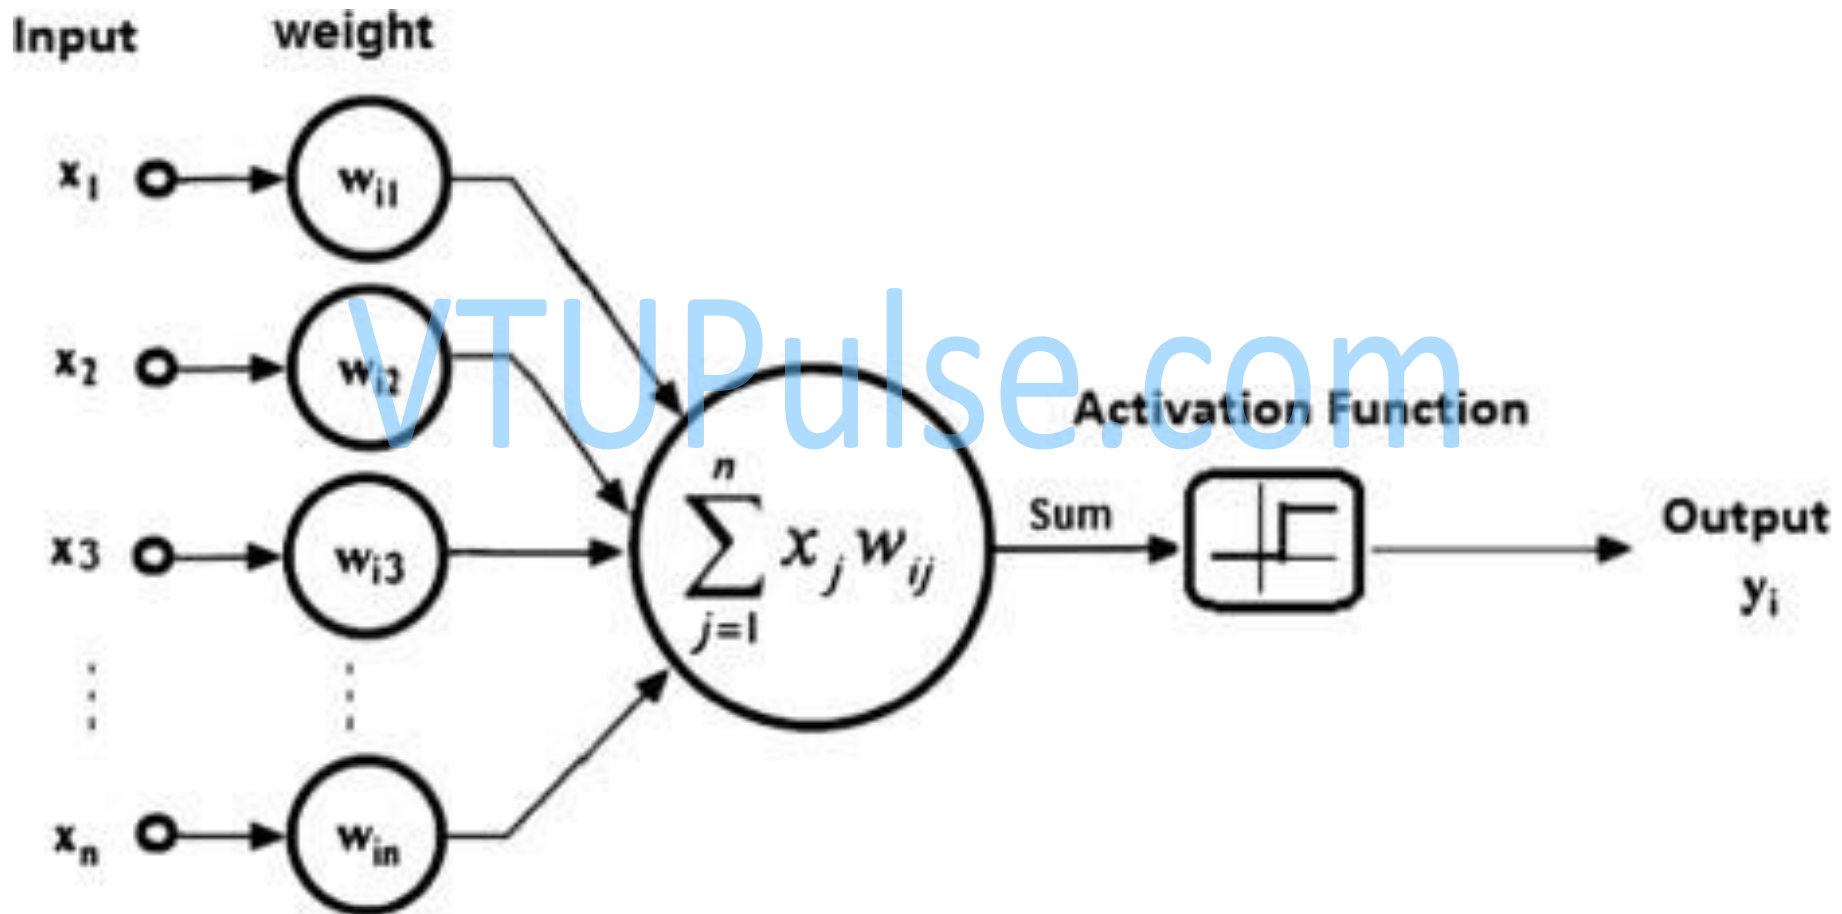 Input weight
x1 wi1
x2 wi2
VTUPulse.com
Activation Function
n
∑ xj wij
j=1
Sum
Output
yi
x3 wi3
xn win